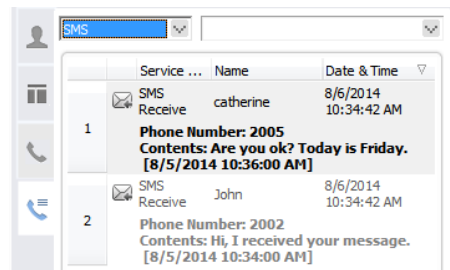 SMS
Service ... Name Date & Time
SMS Receive catherine 8/6/2014 10:34:42 AM
1
Phone Number: 2005
Contents: Are you ok? Today is Friday.
[8/5/2014 10:36:00 AM]
SMS Receive John 8/6/2014 10:34:42 AM
2
Phone Number: 2002
Contents: Hi, I received your message.
[8/5/2014 10:34:00 AM]